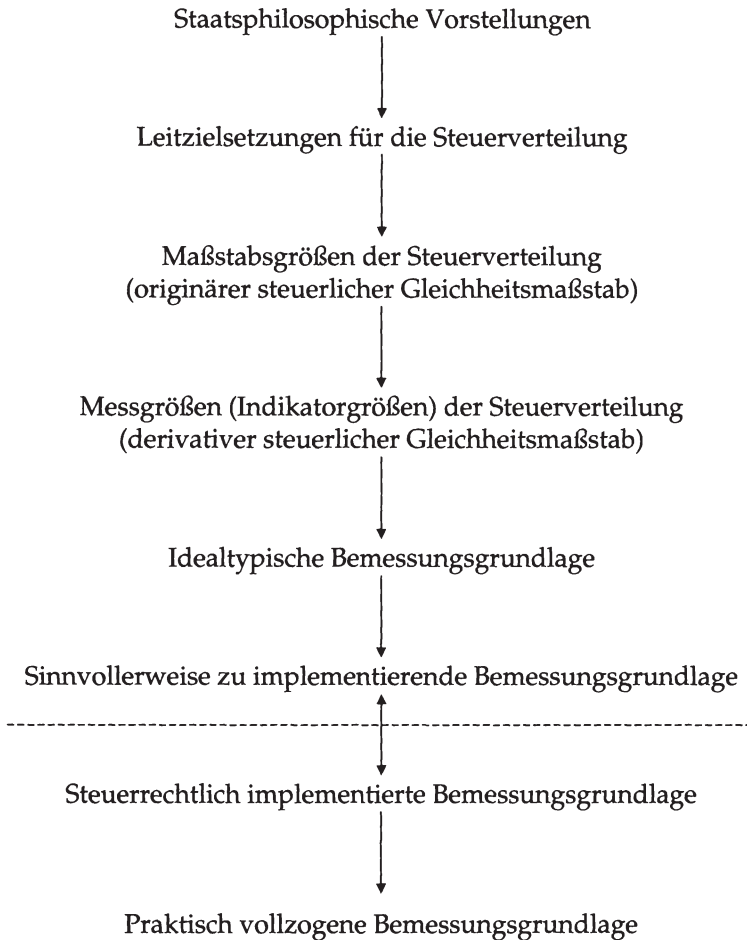 Staatsphilosophische Vorstellungen
Leitzielsetzungen für die Steuerverteilung
Maßstabsgrößen der Steuerverteilung
(originärer steuerlicher Gleichheitsmaßstab)
Messgrößen (Indikatorgrößen) der Steuerverteilung
(derivativer steuerlicher Gleichheitsmaßstab)
Idealtypische Bemessungsgrundlage
Sinnvollerweise zu implementierende Bemessungsgrundlage
Steuerrechtlich implementierte Bemessungsgrundlage
Praktisch vollzogene Bemessungsgrundlage